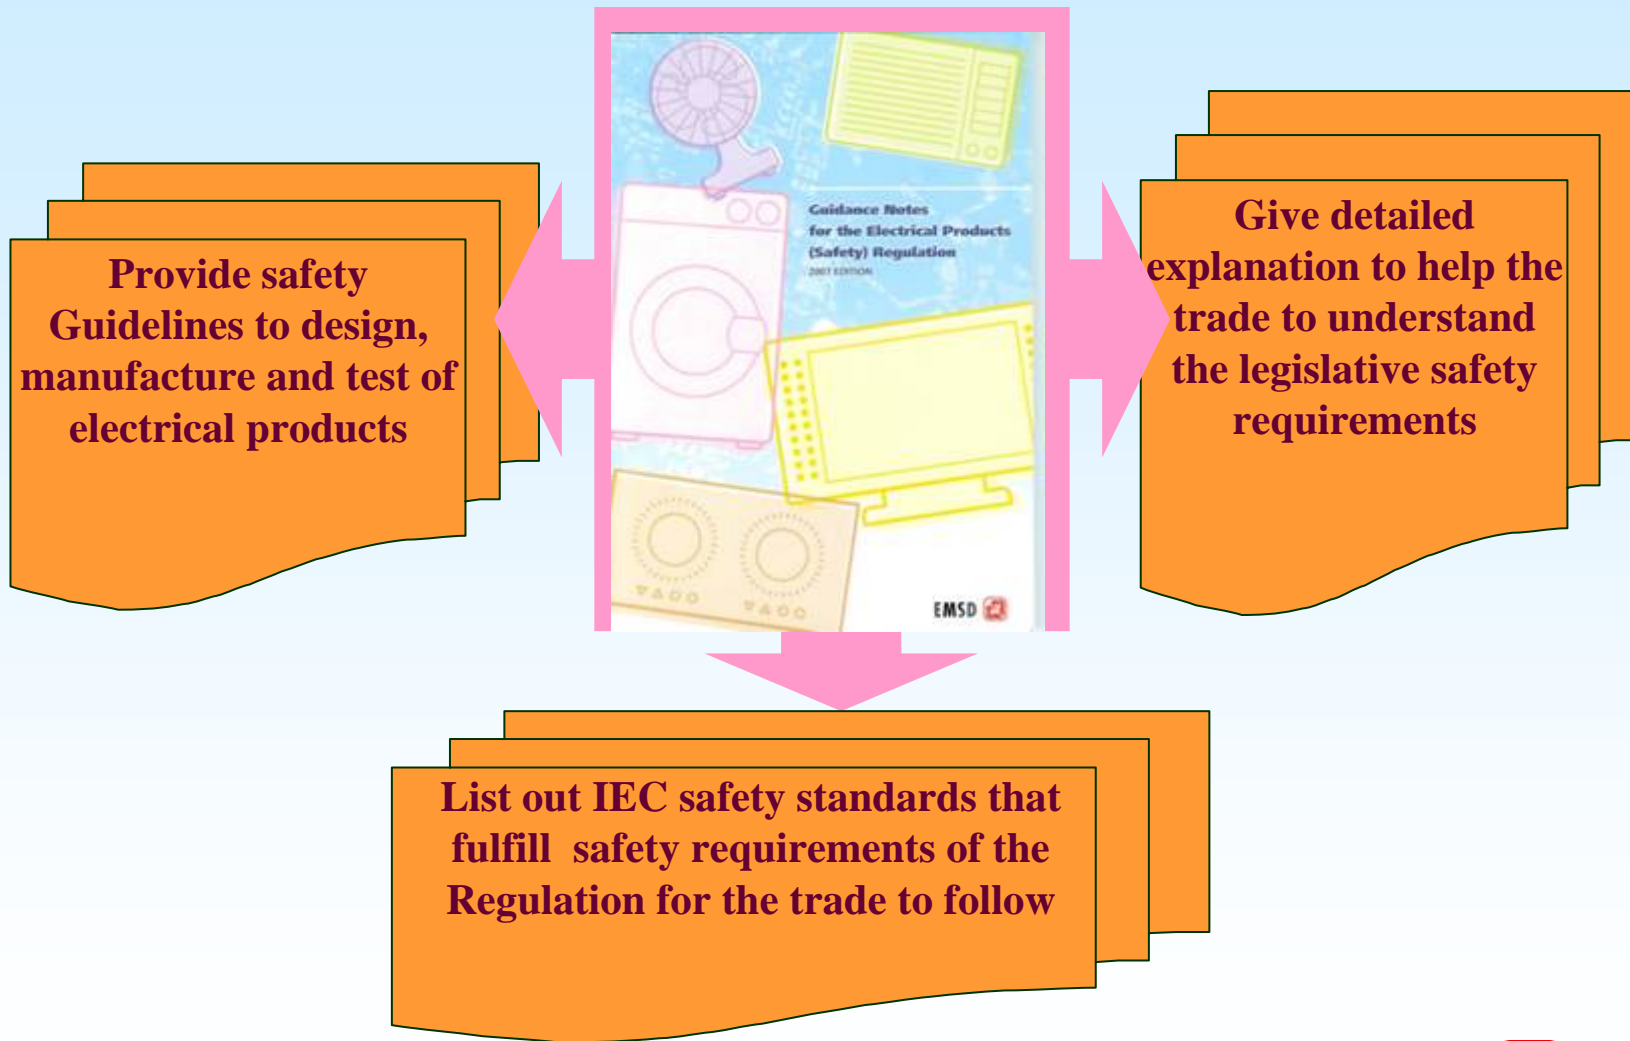 Provide safety
Guidelines to design,
manufacture and test of
electrical products
Guidance Notes
for the Electrical Products
(Safety) Regulation
2007 EDITION
EMSD
Give detailed
explanation to help the
trade to understand
the legislative safety
requirements
List out IEC safety standards that
fulfill  safety requirements of the
Regulation for the trade to follow